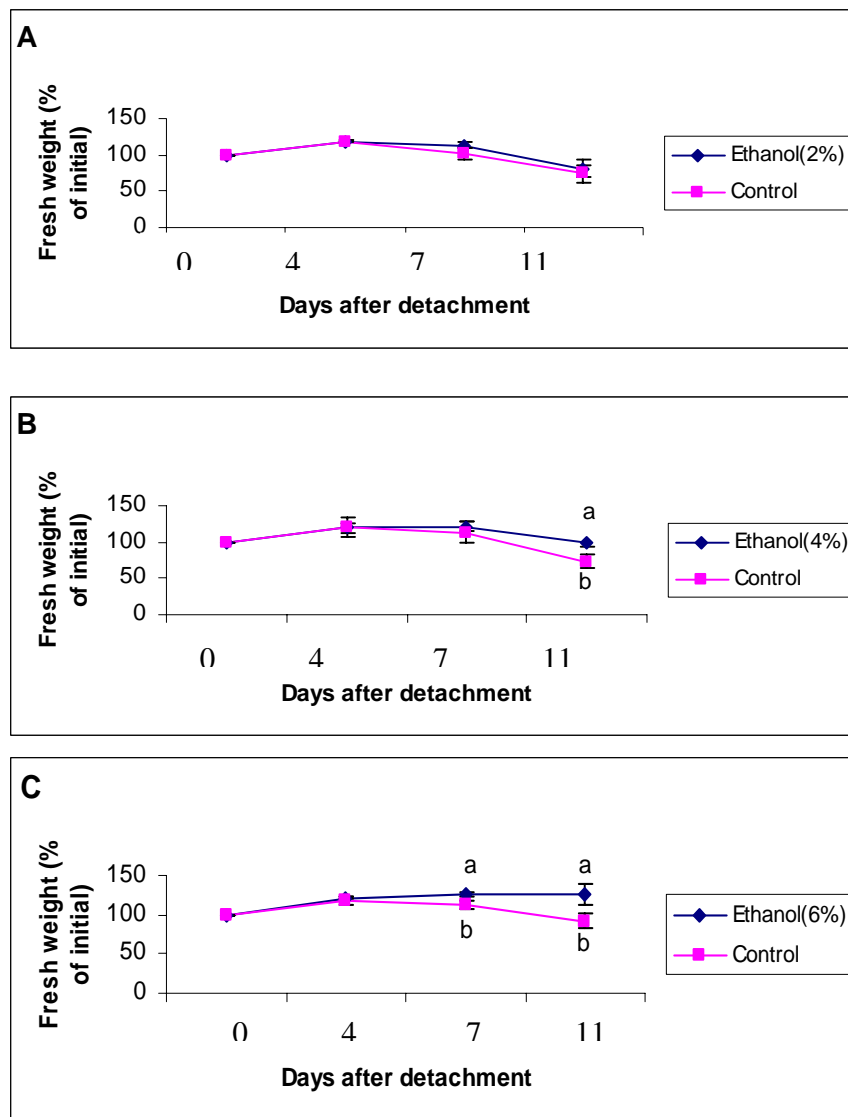 A
Fresh weight (%
of initial)
150
100
50
0
0 4 7 11
Days after detachment
Ethanol(2%)
Control
B
Fresh weight (%
of initial)
150
100
50
0
a
b
0 4 7 11
Days after detachment
Ethanol(4%)
Control
C
Fresh weight (%
of initial)
150
100
50
0
a a
b b
0 4 7 11
Days after detachment
Ethanol(6%)
Control